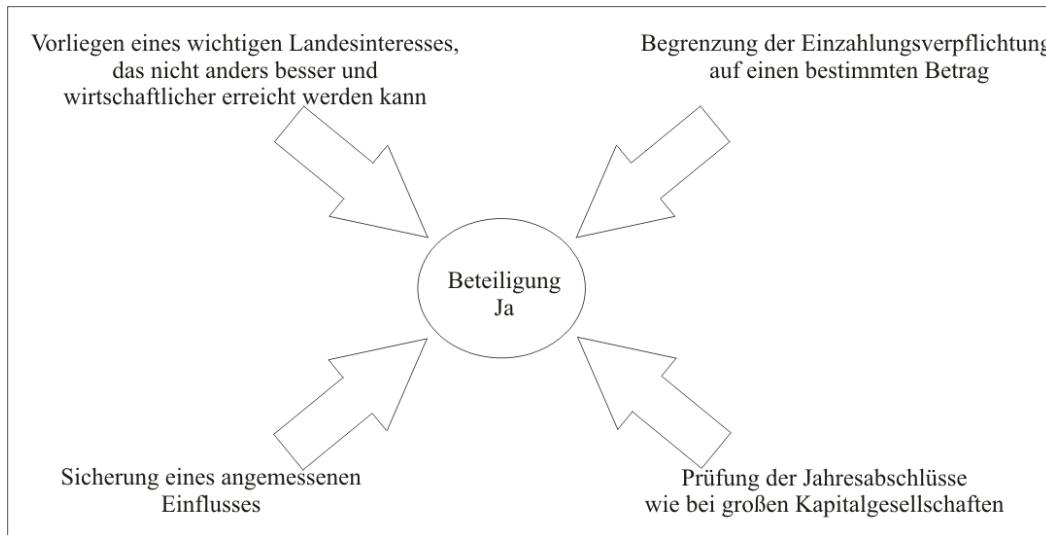 Vorliegen eines wichtigen Landesinteresses,
das nicht anders besser und
wirtschaftlicher erreicht werden kann
Begrenzung der Einzahlungsverpflichtung
auf einen bestimmten Betrag
Beteiligung
Ja
Sicherung eines angemessenen
Einflusses
Prüfung der Jahresabschlüsse
wie bei großen Kapitalgesellschaften